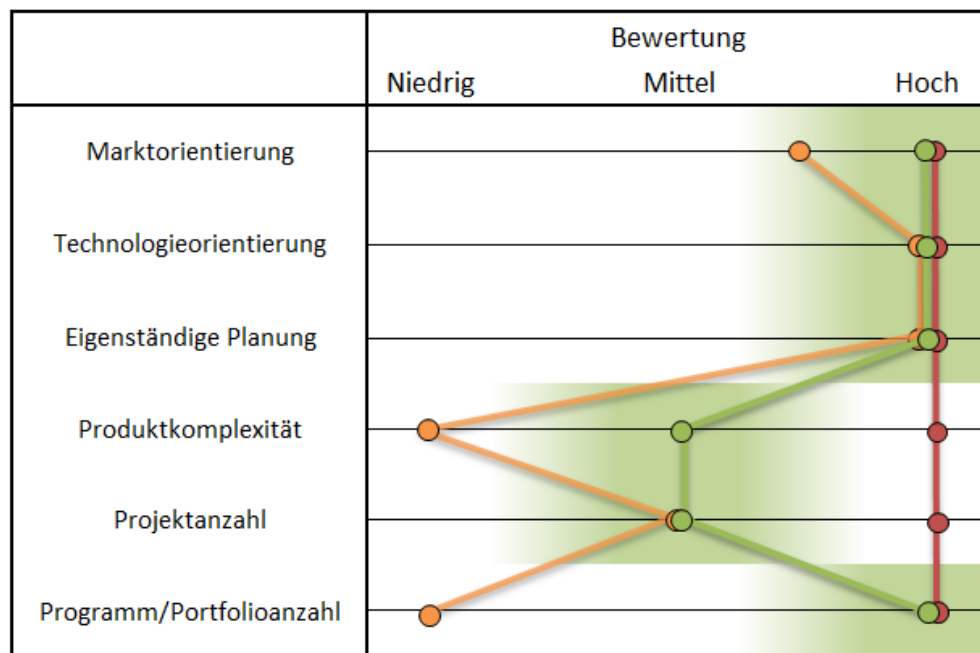 Bewertung
Niedrig Mittel Hoch
Marktorientierung
Technologieorientierung
Eigenständige Planung
Produktkomplexität
Projektanzahl
Programm/Portfolioanzahl